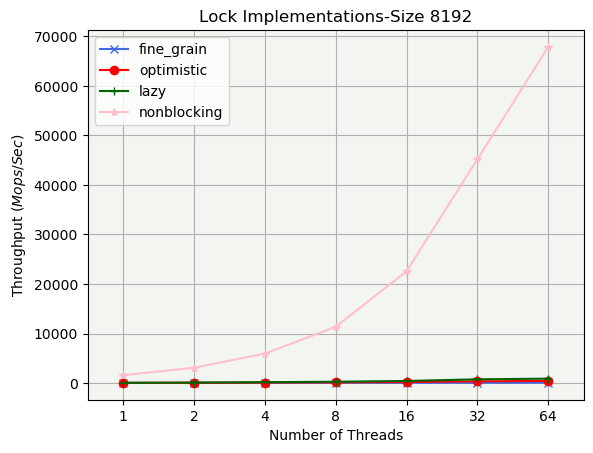 Lock Implementations-Size 8192
fine_grain
optimistic
lazy
nonblocking
70000
60000
50000
40000
30000
20000
10000
0
Throughput (Mops/Sec)
1 2 4 8 16 32 64
Number of Threads